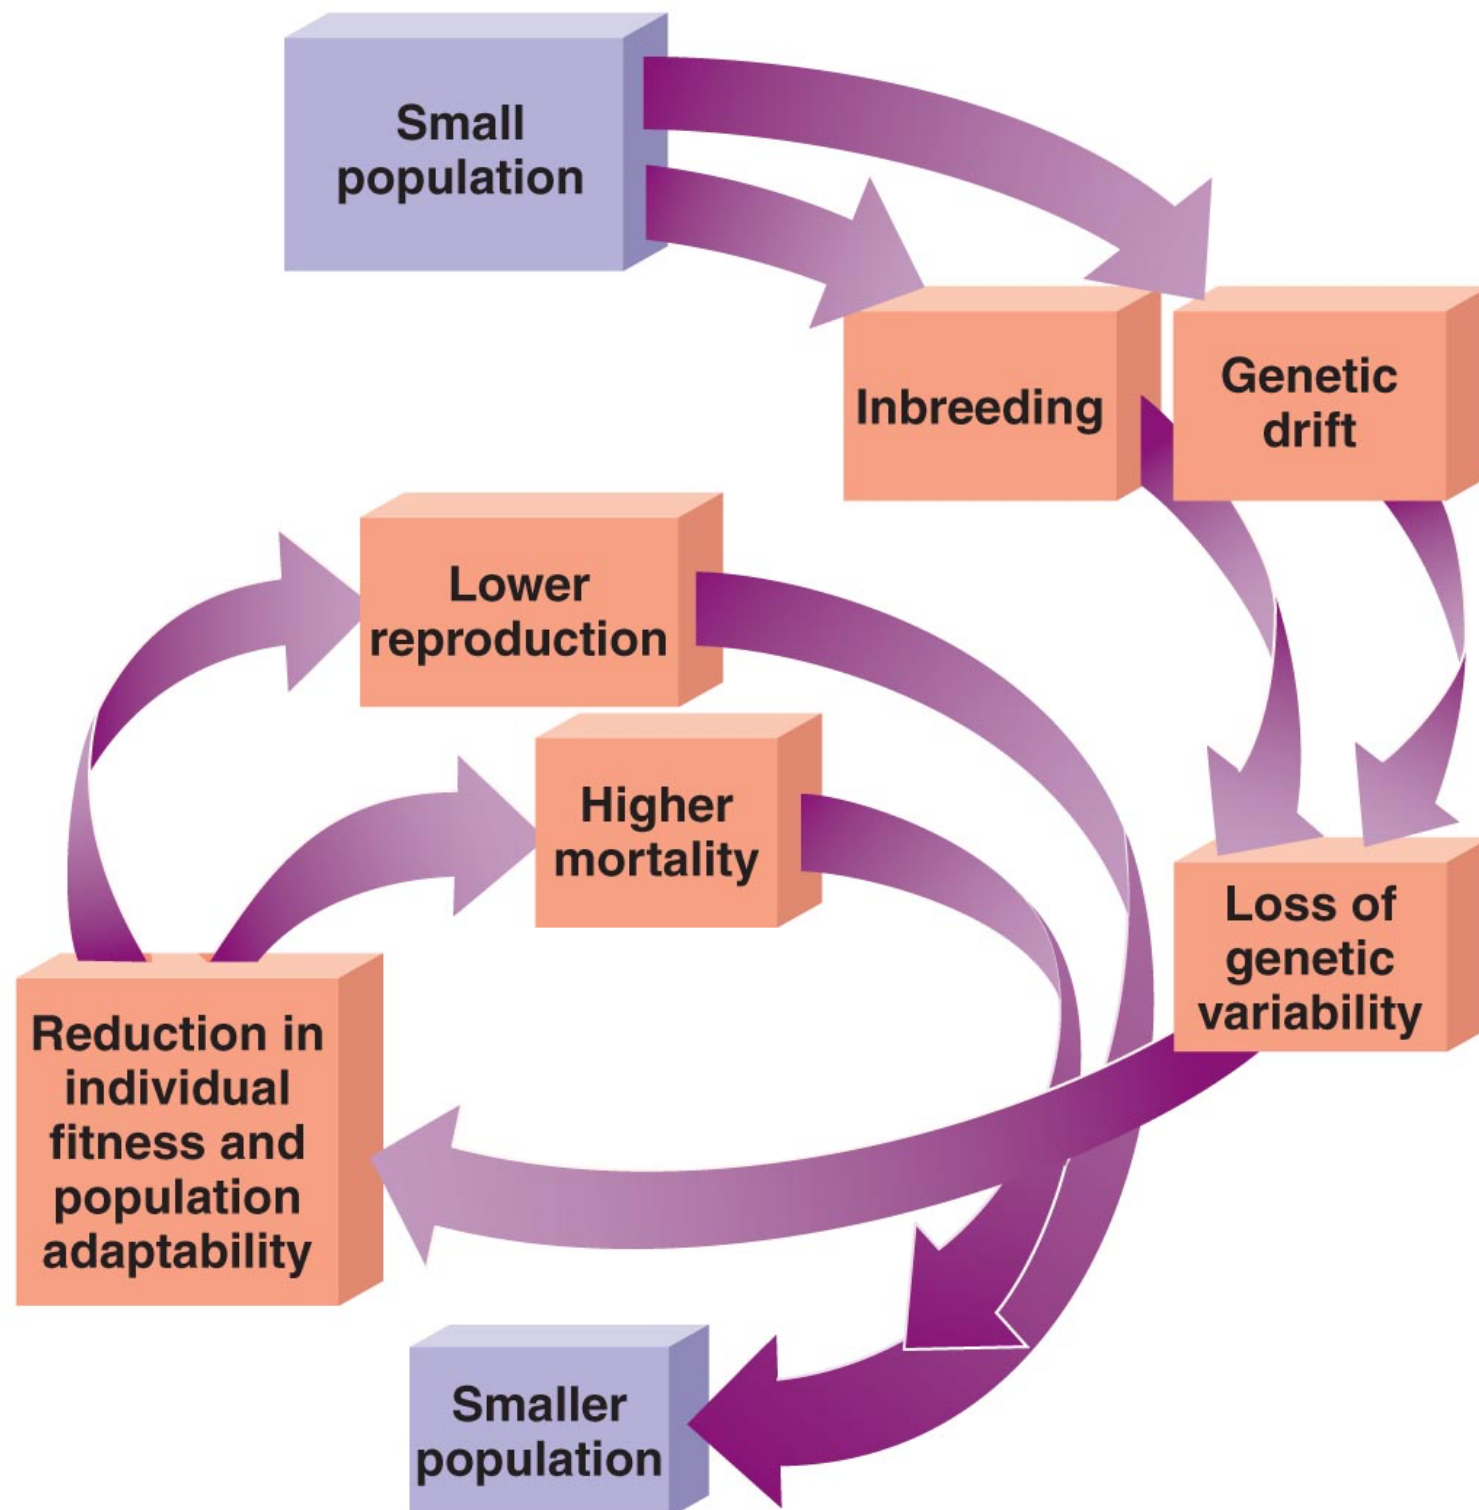 Small
population
Inbreeding
Genetic
drift
Lower
reproduction
Higher
mortality
Loss of
genetic
variability
Reduction in
individual
fitness and
population
adaptability
Smaller
population